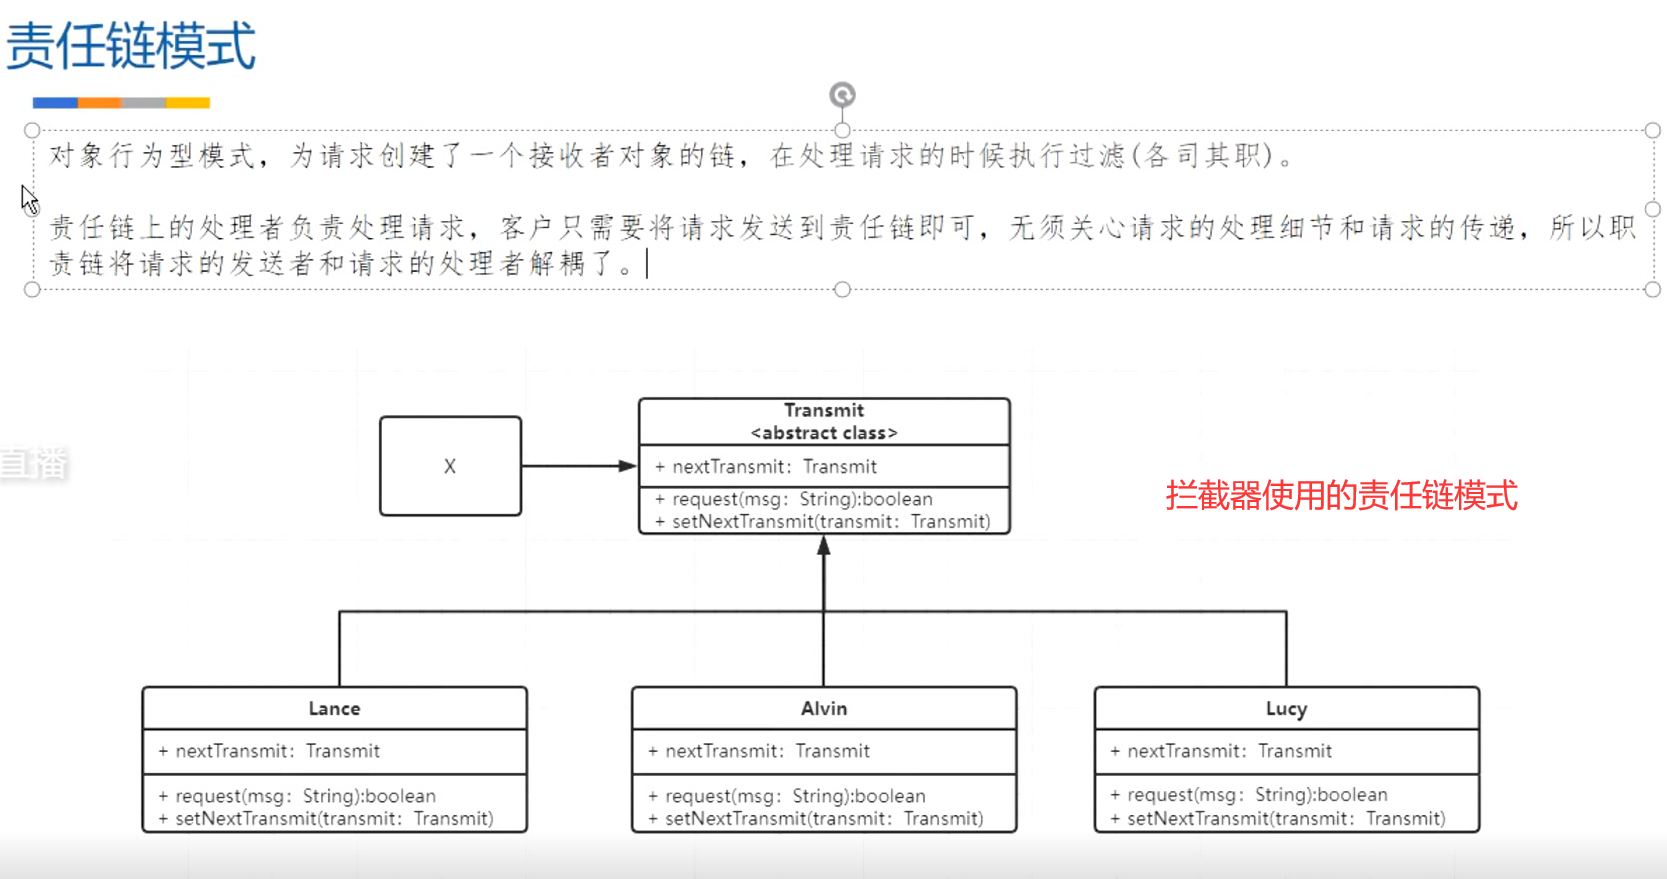 责任链模式
对象行为型模式，为请求创建了一个接收者对象的链，在处理请求的时候执行过滤(各司其职)。
责任链上的处理者负责处理请求，客户只需要将请求发送到责任链即可，无须关心请求的处理细节和请求的传递，所以职
责链将请求的发送者和请求的处理者解耦了。
X
Transmit
<abstract class>
+ nextTransmit: Transmit
+ request(msg: String):boolean
+ setNextTransmit(transmit: Transmit)
直播
拦截器使用的责任链模式
Lance
+ nextTransmit: Transmit
+ request(msg: String):boolean
+ setNextTransmit(transmit: Transmit)
Alvin
+ nextTransmit: Transmit
+ request(msg: String):boolean
+ setNextTransmit(transmit: Transmit)
Lucy
+ nextTransmit: Transmit
+ request(msg: String):boolean
+ setNextTransmit(transmit: Transmit)